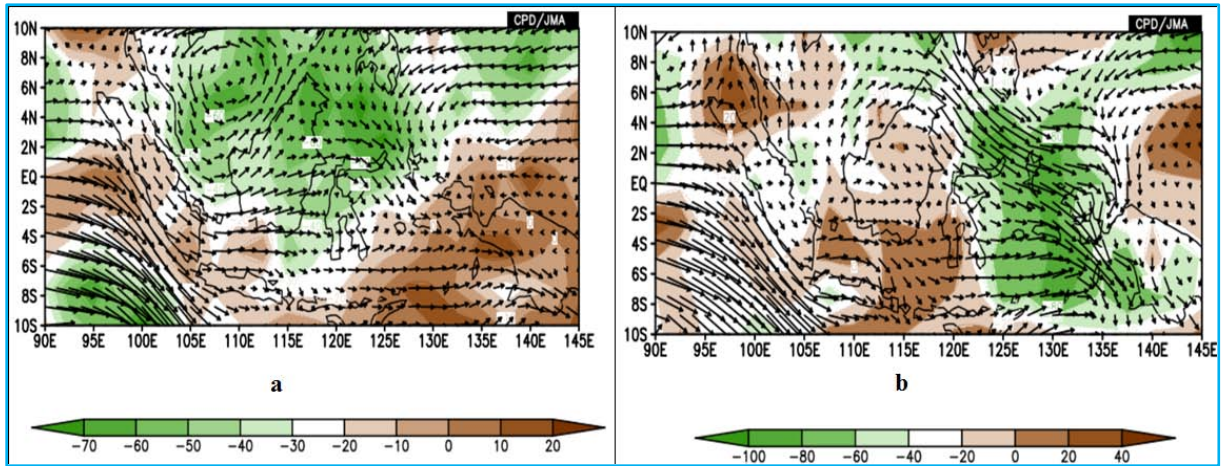 CPD/JMA
10N
8N
6N
4N
2N
EQ
2S
4S
6S
8S
10S
90E 95E 100E 105E 110E 115E 120E 125E 130E 135E 140E 145E
a
-70 -60 -50 -40 -30 -20 -10 0 10 20
CPD/JMA
10N
8N
6N
4N
2N
EQ
2S
4S
6S
8S
10S
90E 95E 100E 105E 110E 115E 120E 125E 130E 135E 140E 145E
b
-100 -80 -60 -40 -20 0 20 40